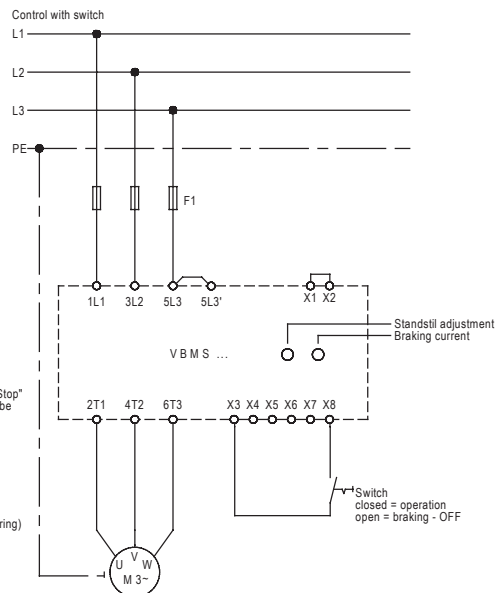 Control with switch
L1
L2
L3
PE
F1
1L1 3L2 5L3 5L3' X1 X2
Standstil adjustment
Braking current
VBMS ...
Stop"
be
2T1 4T2 6T3 X3 X4 X5 X6 X7 X8
Switch
closed = operation
open = braking - OFF
ring)
U V W
M 3~